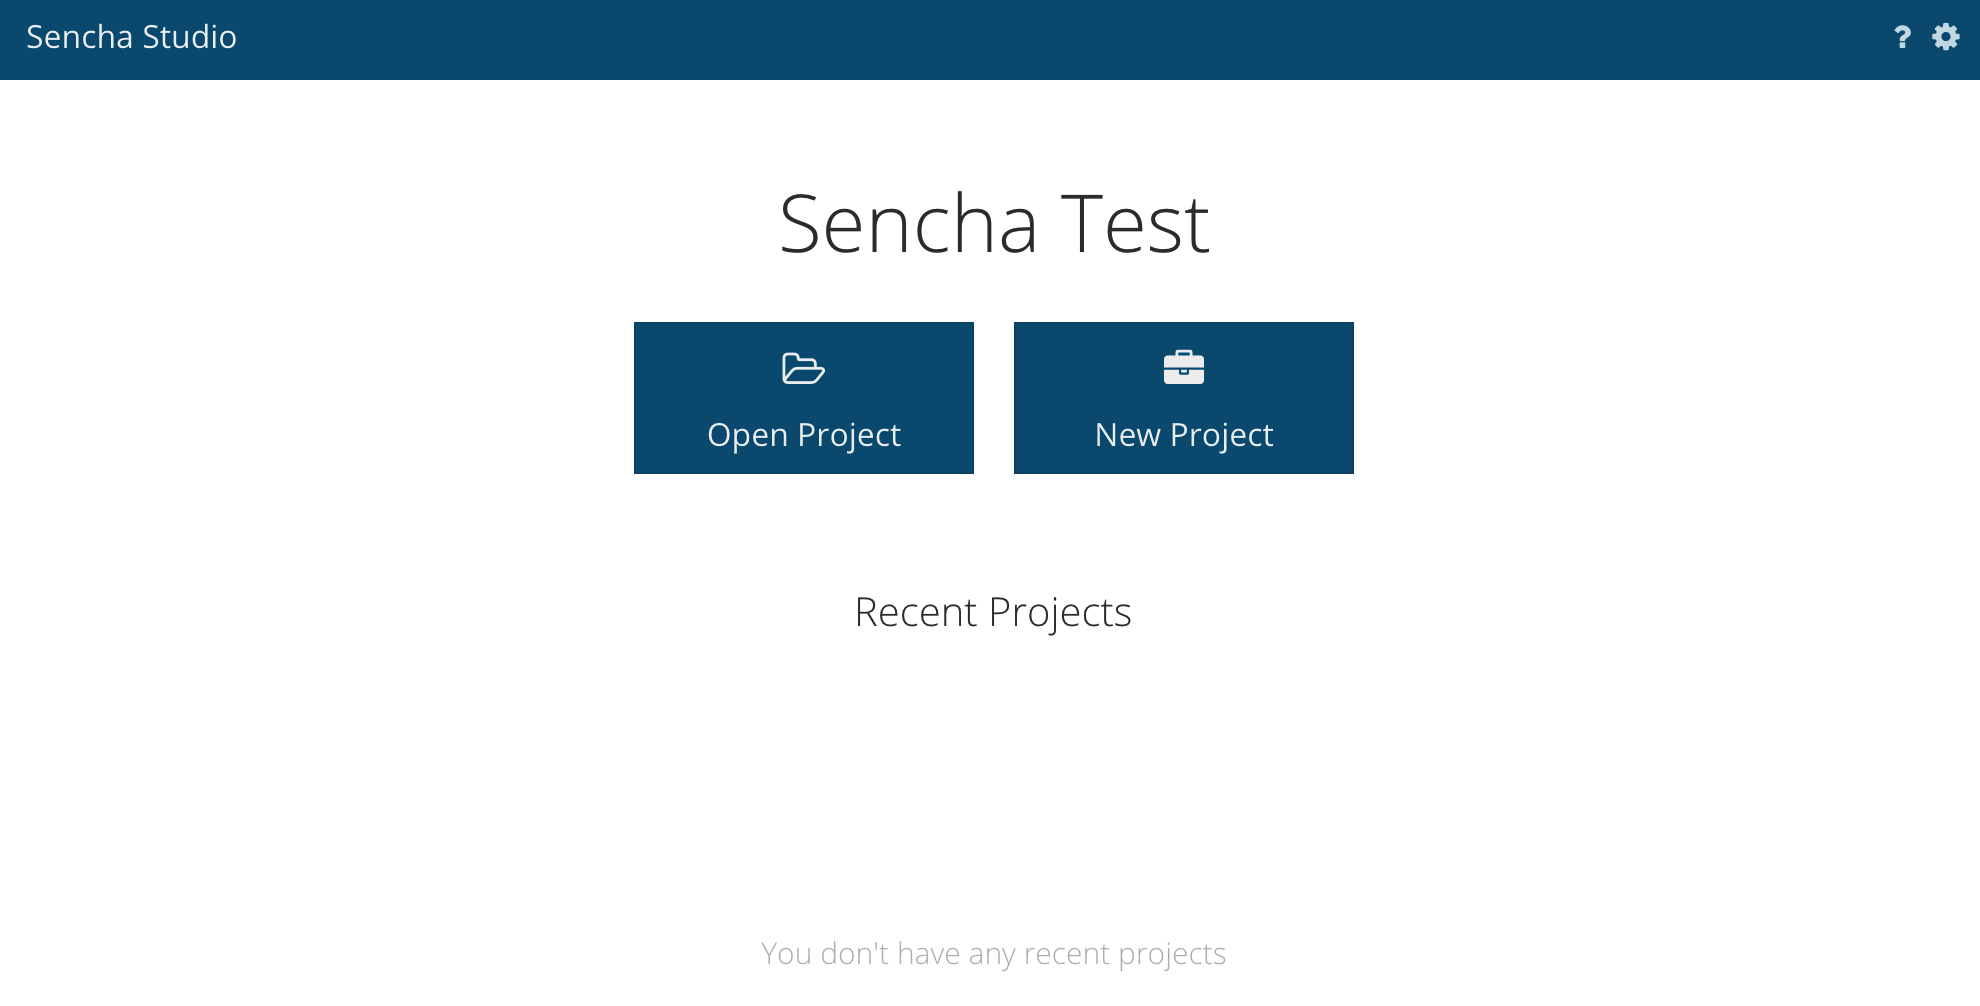 Sencha Studio
?
Sencha Test
Open Project
New Project
Recent Projects
You don't have any recent projects